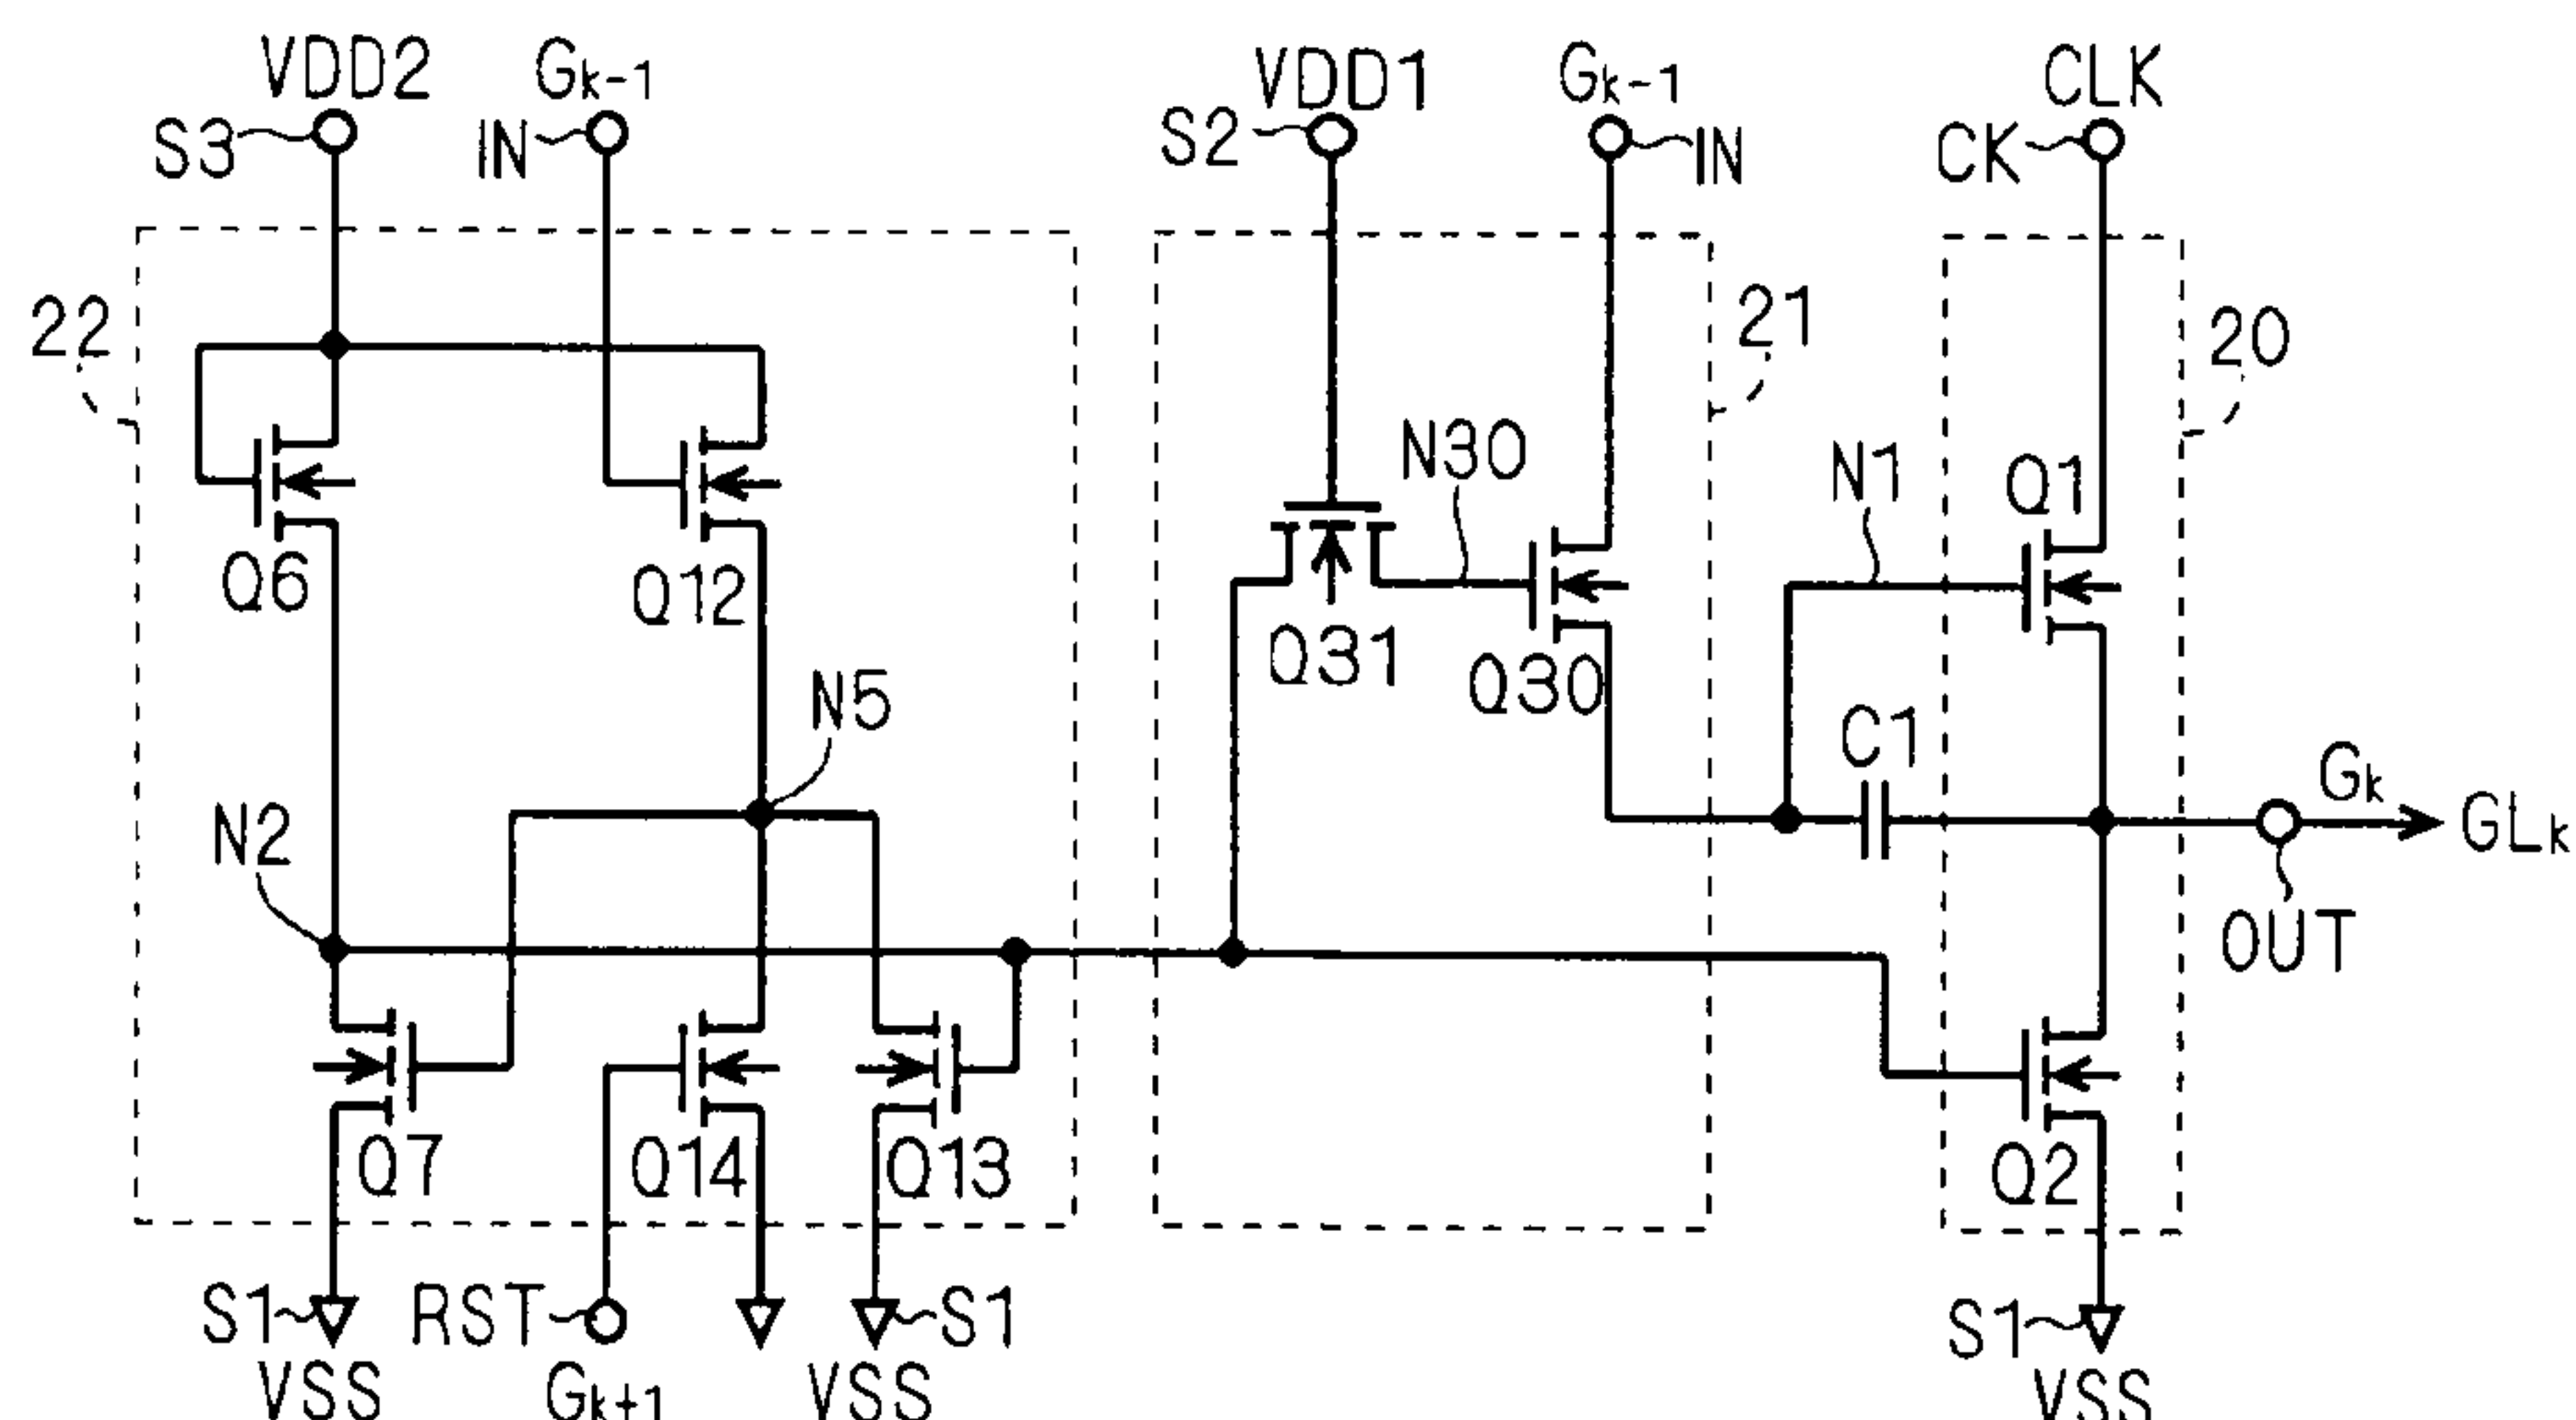 VDD2 Gk-1 VDD1 Gk-1 CLK
S3 IN S2 IN CK
22 21 20
N30 N1 Q1
Q6 Q12 Q31 Q30
N5 C1 Gk
N2 GLk
OUT
Q7 Q14 Q13 Q2
S1 RST S1 S1
VSS Gk+1 VSS VSS